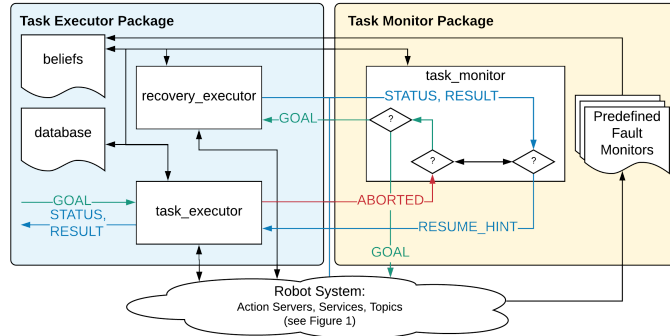 Task Executor Package
Task Monitor Package
beliefs
recovery_executor
task_monitor
STATUS, RESULT
GOAL
?
?
?
Predefined
Fault
Monitors
database
GOAL
STATUS,
RESULT
task_executor
ABORTED
RESUME_HINT
GOAL
Robot System:
Action Servers, Services, Topics
(see Figure 1)